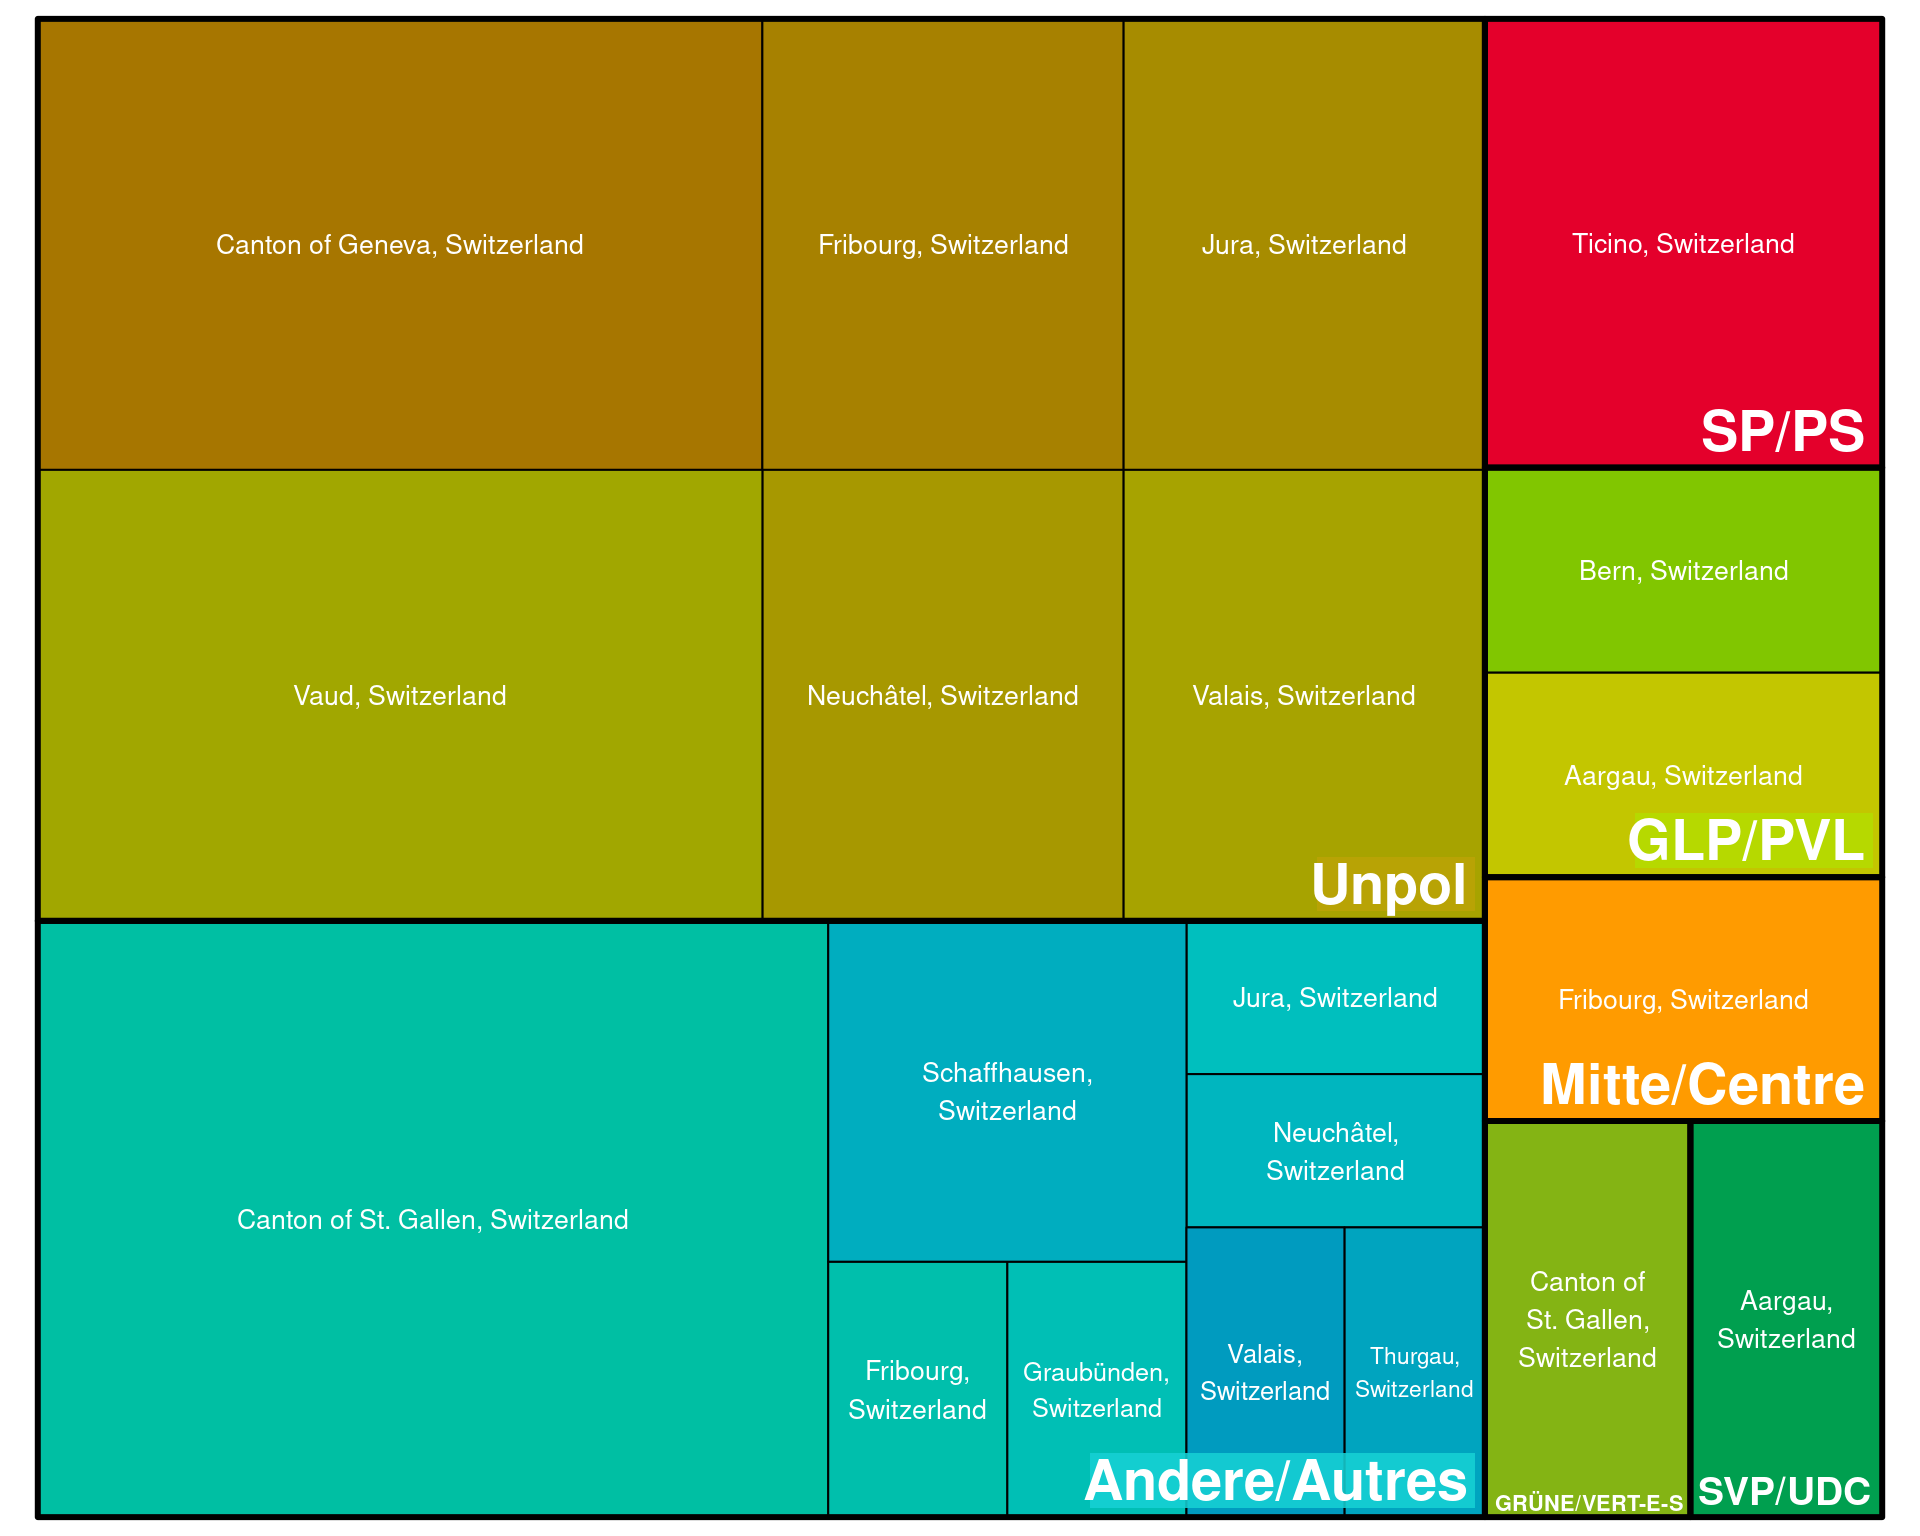 Canton of Geneva, Switzerland
Fribourg, Switzerland
Jura, Switzerland
Vaud, Switzerland
Neuchâtel, Switzerland
Valais, Switzerland
Unpol
Canton of St. Gallen, Switzerland
Schaffhausen,
Switzerland
Fribourg,
Switzerland
Graubünden,
Switzerland
Jura, Switzerland
Neuchâtel,
Switzerland
Valais,
Switzerland
Thurgau,
Switzerland
Andere/Autres
Ticino, Switzerland
SP/PS
Bern, Switzerland
Aargau, Switzerland
GLP/PVL
Fribourg, Switzerland
Mitte/Centre
Canton of
St. Gallen,
Switzerland
GRÜNE/VERT-E-S
Aargau,
Switzerland
SVP/UDC